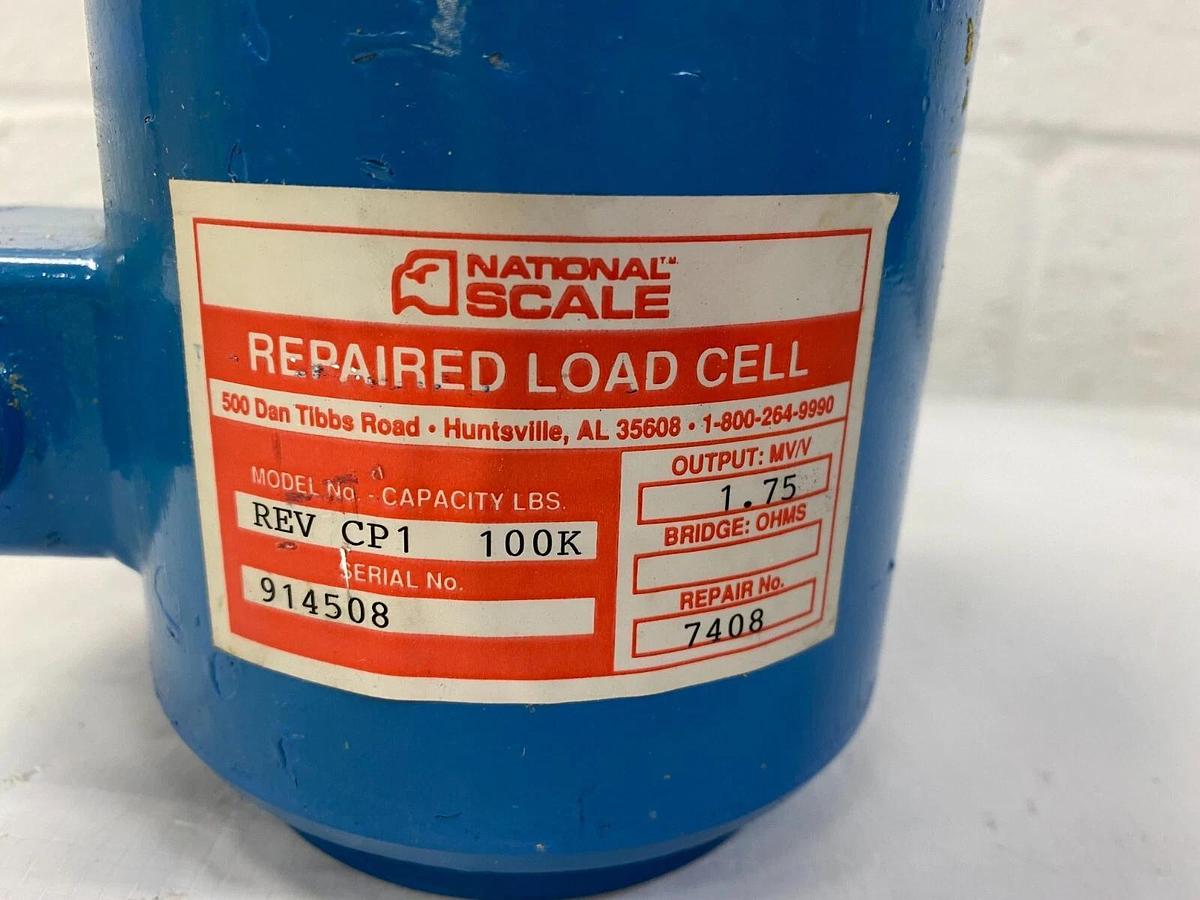 NATIONAL™
SCALE
REPAIRED LOAD CELL
500 Dan Tibbs Road • Huntsville, AL 35608 • 1-800-264-9990
MODEL No. - CAPACITY LBS.
REV CP1 100K
SERIAL No.
914508
OUTPUT: MV/V
1.75
BRIDGE: OHMS
REPAIR No.
7408